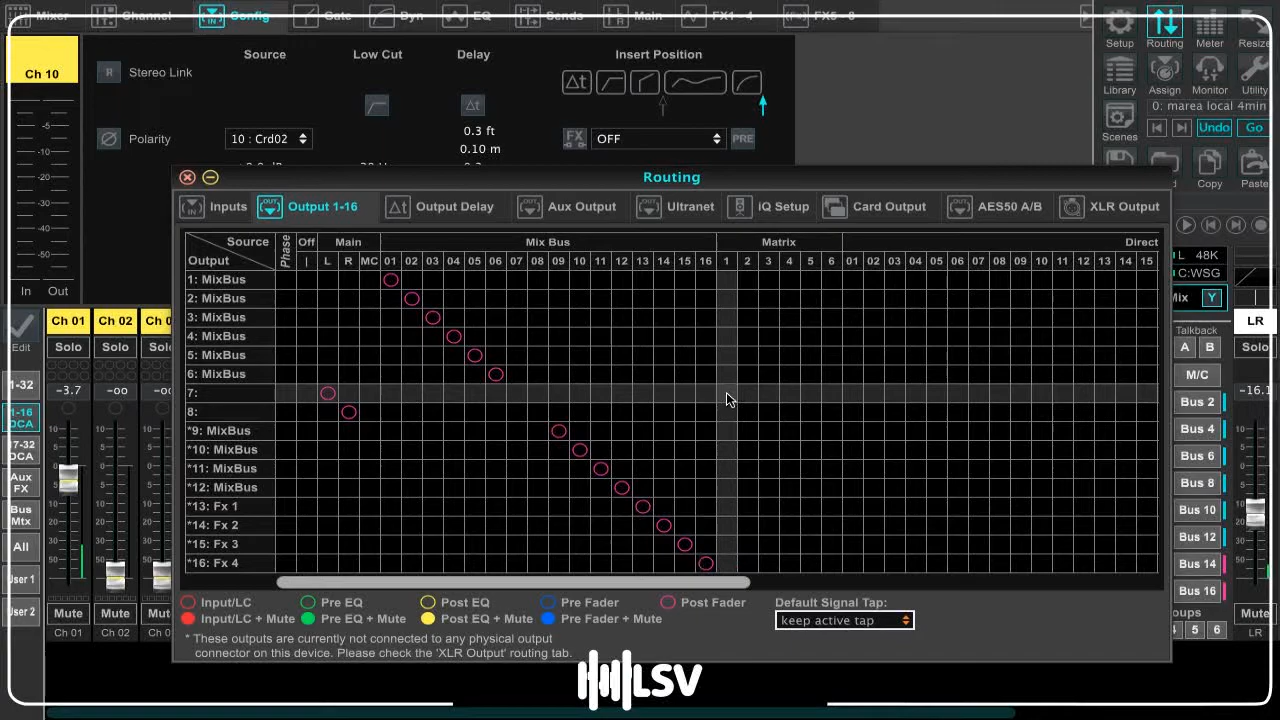 Mixer Channel Config Gate Dyn EQ Sends Main FX1 - 4 FX5 - 8
Setup Routing Meter Resize
Library Assign Monitor Utility
0: marea local 4min
Scenes
Undo Go
Copy Paste
Ch 10
Source Low Cut Delay Insert Position
R Stereo Link
Δt
Δt
Polarity 10 : Crd02 0.3 ft
0.10 m
FX OFF PRE
-5
-10
-20
-30
-40
-50
In Out
Routing
Inputs Output 1-16 Output Delay Aux Output Ultranet iQ Setup Card Output AES50 A/B XLR Output
Source Phase Off Main Mix Bus Matrix Direct
Output | L R MC 01 02 03 04 05 06 07 08 09 10 11 12 13 14 15 16 1 2 3 4 5 6 01 02 03 04 05 06 07 08 09 10 11 12 13 14 15
1: MixBus
2: MixBus
3: MixBus
4: MixBus
5: MixBus
6: MixBus
7:
8:
*9: MixBus
*10: MixBus
*11: MixBus
*12: MixBus
*13: Fx 1
*14: Fx 2
*15: Fx 3
*16: Fx 4
Input/LC Pre EQ Post EQ Pre Fader Post Fader
Input/LC + Mute Pre EQ + Mute Post EQ + Mute Pre Fader + Mute
Default Signal Tap:
keep active tap
* These outputs are currently not connected to any physical output
connector on this device. Please check the 'XLR Output' routing tab.
Edit
1-32
1-16
DCA
17-32
DCA
Aux
FX
Bus
Mtx
All
User 1
User 2
Ch 01 Ch 02
Solo Solo Solo
-3.7 -oo
Mute Mute Mute
Ch 01 Ch 02
L 48K
C:WSG
Y
LR
Talkback
A B
Solo
M/C
-16.1
Bus 2
Bus 4
Bus 6
Bus 8
Bus 10
Bus 12
Bus 14
Bus 16
Mute
5 6
LR
LSV